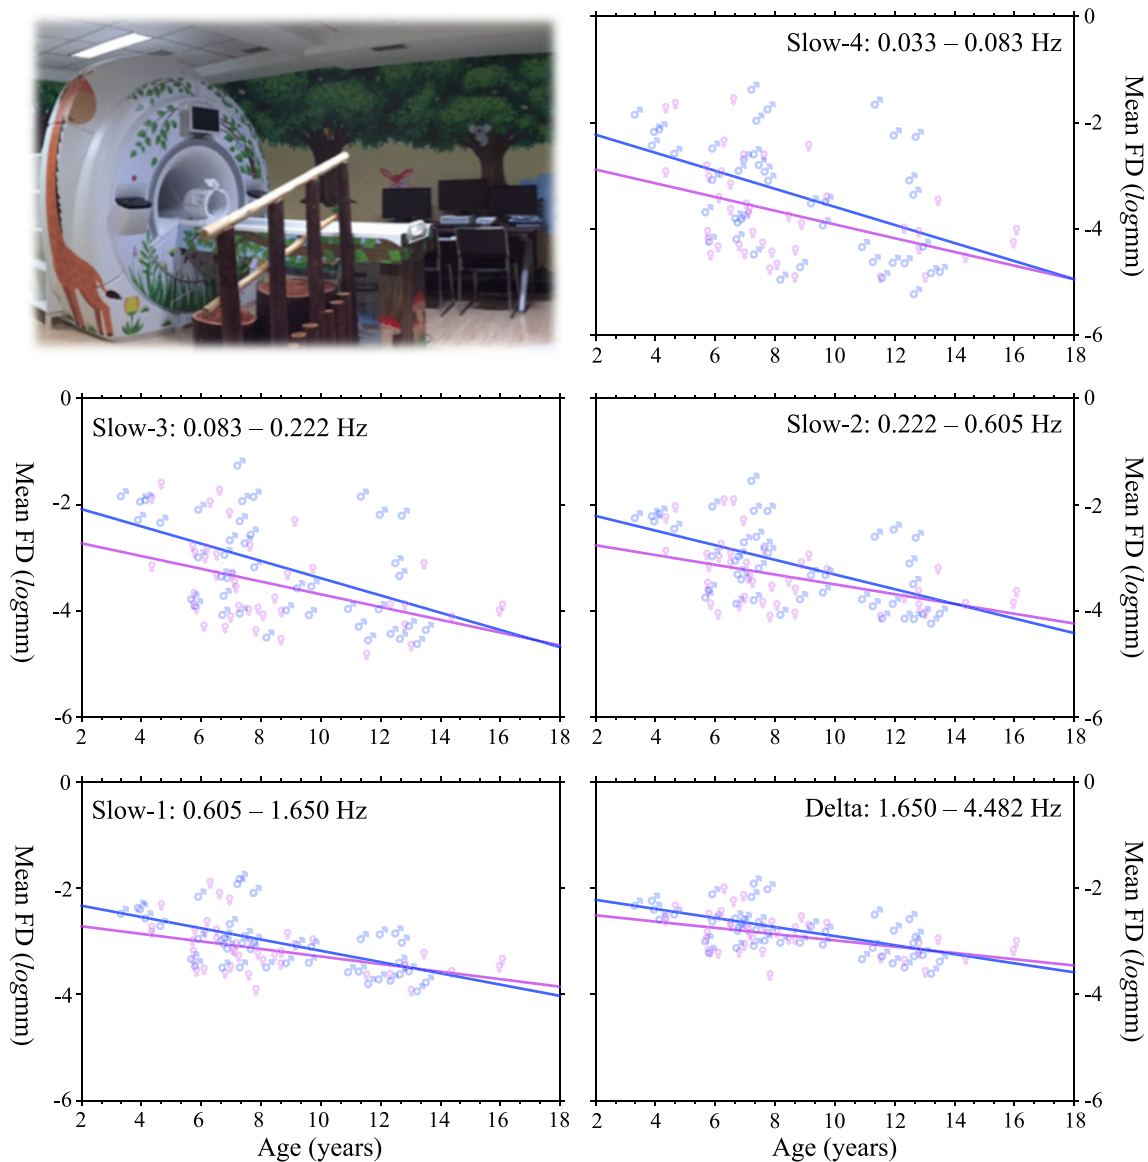 Slow-4: 0.033 – 0.083 Hz
0
-2
-4
-6
Mean FD (logmm)
2 4 6 8 10 12 14 16 18
Slow-3: 0.083 – 0.222 Hz
0
-2
-4
-6
Mean FD (logmm)
2 4 6 8 10 12 14 16 18
Slow-2: 0.222 – 0.605 Hz
0
-2
-4
-6
Mean FD (logmm)
2 4 6 8 10 12 14 16 18
Slow-1: 0.605 – 1.650 Hz
0
-2
-4
-6
Mean FD (logmm)
2 4 6 8 10 12 14 16 18
Age (years)
Delta: 1.650 – 4.482 Hz
0
-2
-4
-6
Mean FD (logmm)
2 4 6 8 10 12 14 16 18
Age (years)